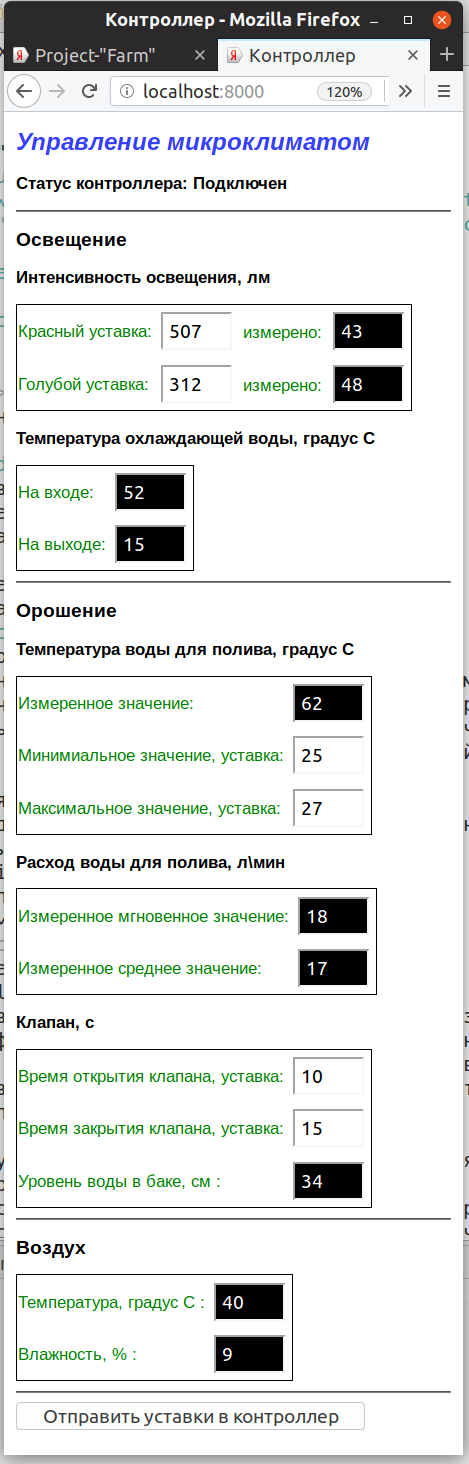 Контроллер - Mozilla Firefox
Project-"Farm" Контроллер
localhost:8000 120%
Управление микроклиматом
Статус контроллера: Подключен
Освещение
Интенсивность освещения, лм
Красный уставка: 507 измерено: 43
Голубой уставка: 312 измерено: 48
Температура охлаждающей воды, градус С
На входе: 52
На выходе: 15
Орошение
Температура воды для полива, градус С
Измеренное значение: 62
Минимиальное значение, уставка: 25
Максимальное значение, уставка: 27
Расход воды для полива, л\мин
Измеренное мгновенное значение: 18
Измеренное среднее значение: 17
Клапан, с
Время открытия клапана, уставка: 10
Время закрытия клапана, уставка: 15
Уровень воды в баке, см : 34
Воздух
Температура, градус С : 40
Влажность, % : 9
Отправить уставки в контроллер